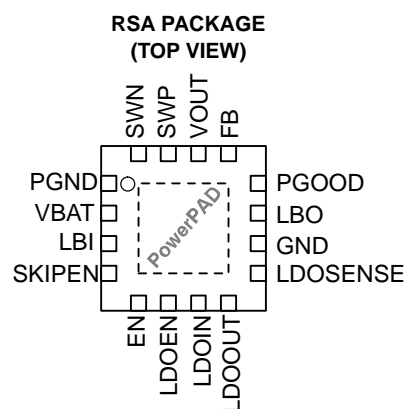 RSA PACKAGE
(TOP VIEW)
SWN
SWP
VOUT
FB
PGND
VBAT
LBI
SKIPEN
PowerPAD
PGOOD
LBO
GND
LDOSENSE
EN
LDOEN
LDOIN
LDOOUT